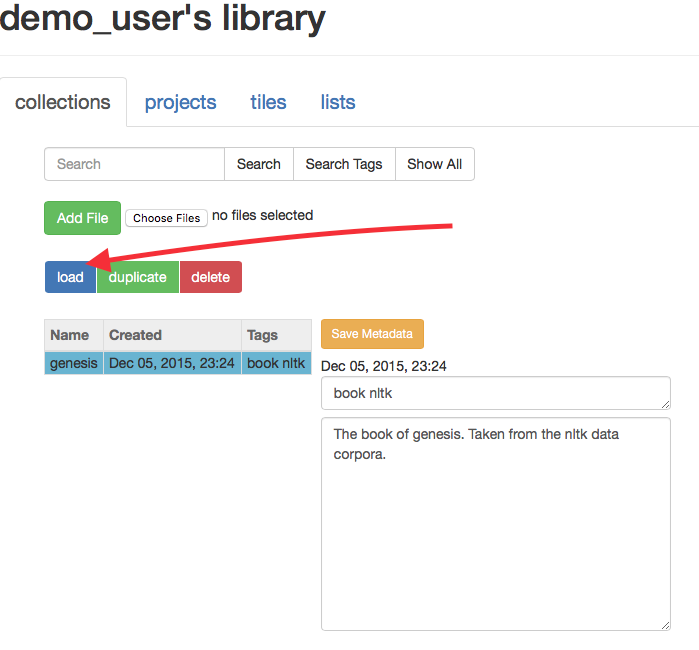 demo_user's library
collections projects tiles lists
Search Search Search Tags Show All
Add File Choose Files no files selected
load duplicate delete
Name Created Tags Save Metadata
genesis Dec 05, 2015, 23:24 book nltk Dec 05, 2015, 23:24
book nltk
The book of genesis. Taken from the nltk data
corpora.